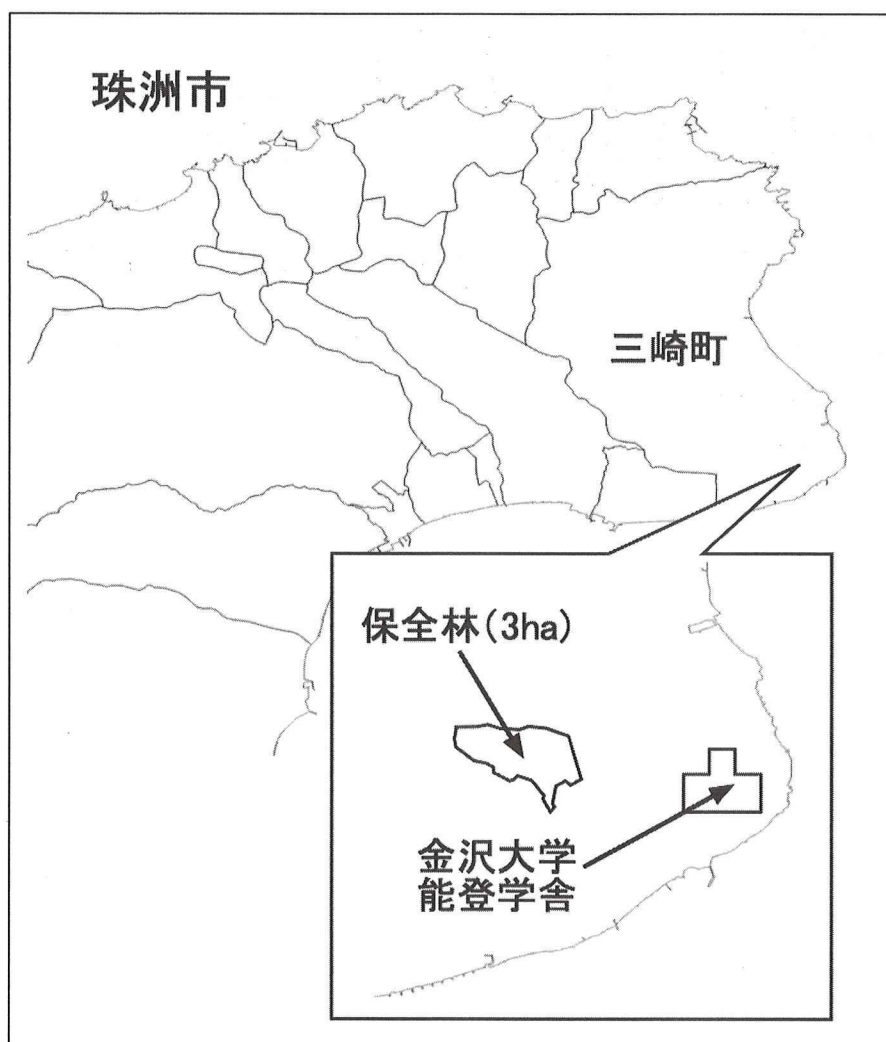 珠洲市
三崎町
保全林(3ha)
金沢大学
能登学舎